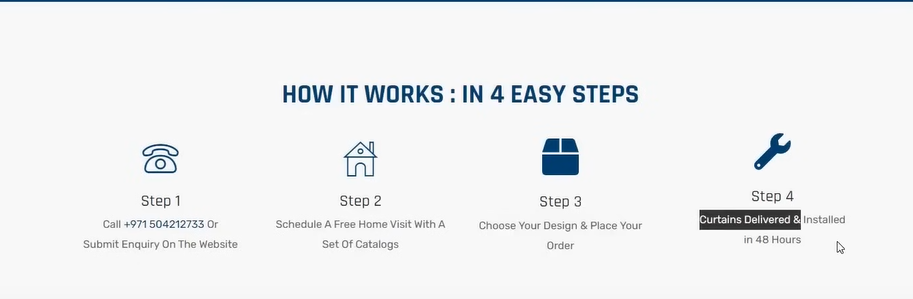 HOW IT WORKS : IN 4 EASY STEPS
Step 1
Call +971 504212733 Or
Submit Enquiry On The Website
Step 2
Schedule A Free Home Visit With A
Set Of Catalogs
Step 3
Choose Your Design & Place Your
Order
Step 4
Curtains Delivered & Installed
in 48 Hours